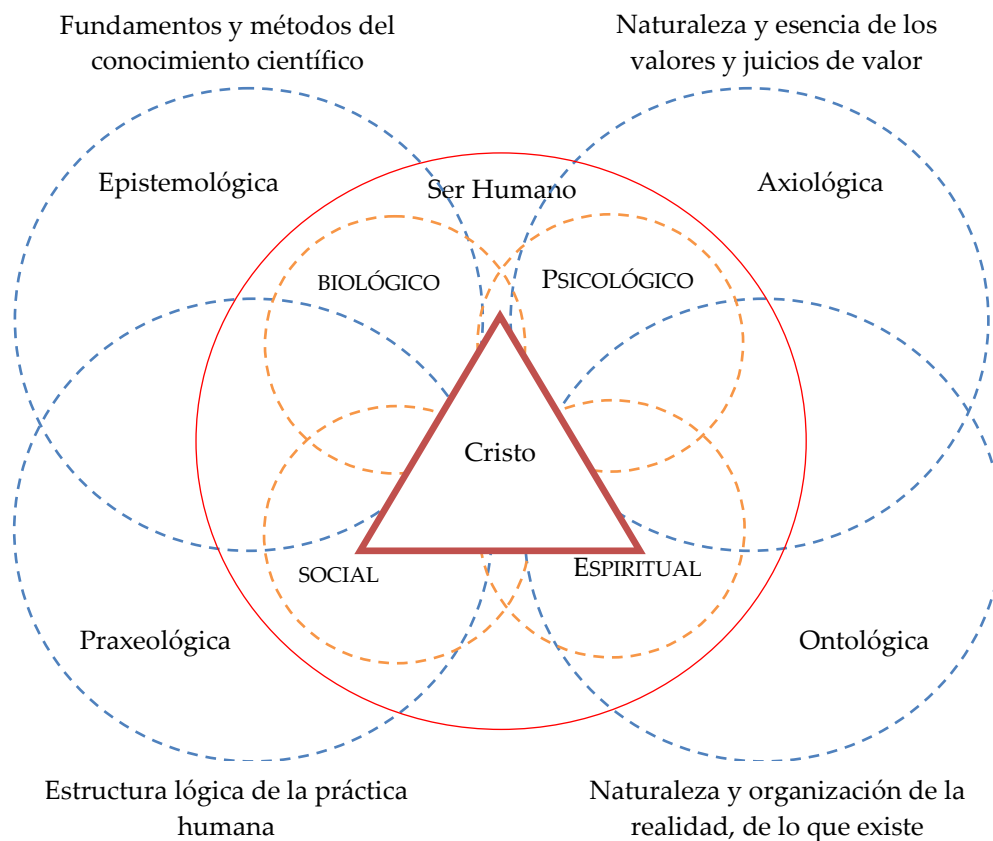 Fundamentos y métodos del
conocimiento científico
Naturaleza y esencia de los
valores y juicios de valor
Epistemológica
Ser Humano
Axiológica
BIOLÓGICO
PSICOLÓGICO
Cristo
SOCIAL
ESPIRITUAL
Praxeológica
Ontológica
Estructura lógica de la práctica
humana
Naturaleza y organización de la
realidad, de lo que existe